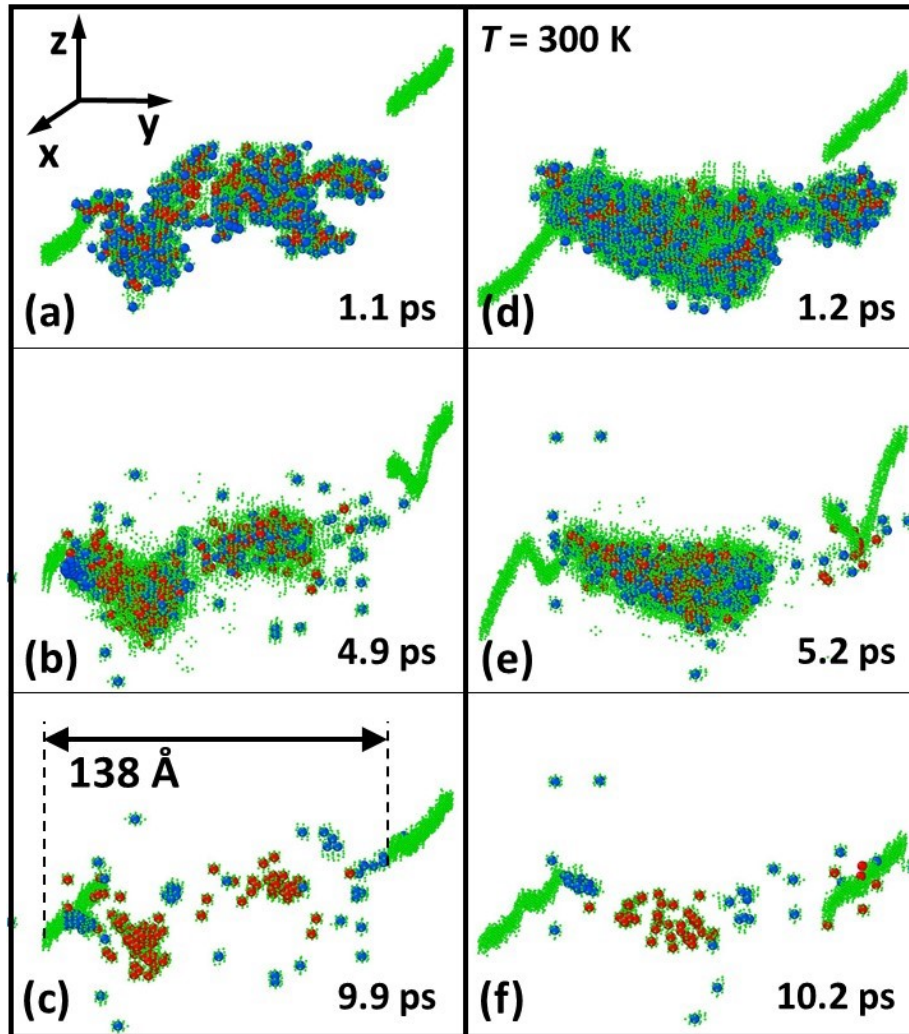 z
y
x
(a)
1.1 ps
T = 300 K
(d)
1.2 ps
(b)
4.9 ps
(e)
5.2 ps
138 Å
(c)
9.9 ps
(f)
10.2 ps